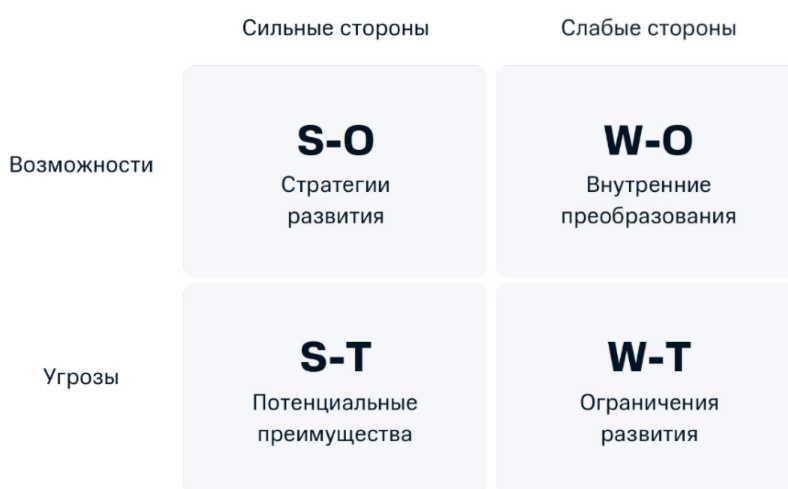 Сильные стороны
Слабые стороны
Возможности
S-O
Стратегии
развития
W-O
Внутренние
преобразования
Угрозы
S-T
Потенциальные
преимущества
W-T
Ограничения
развития